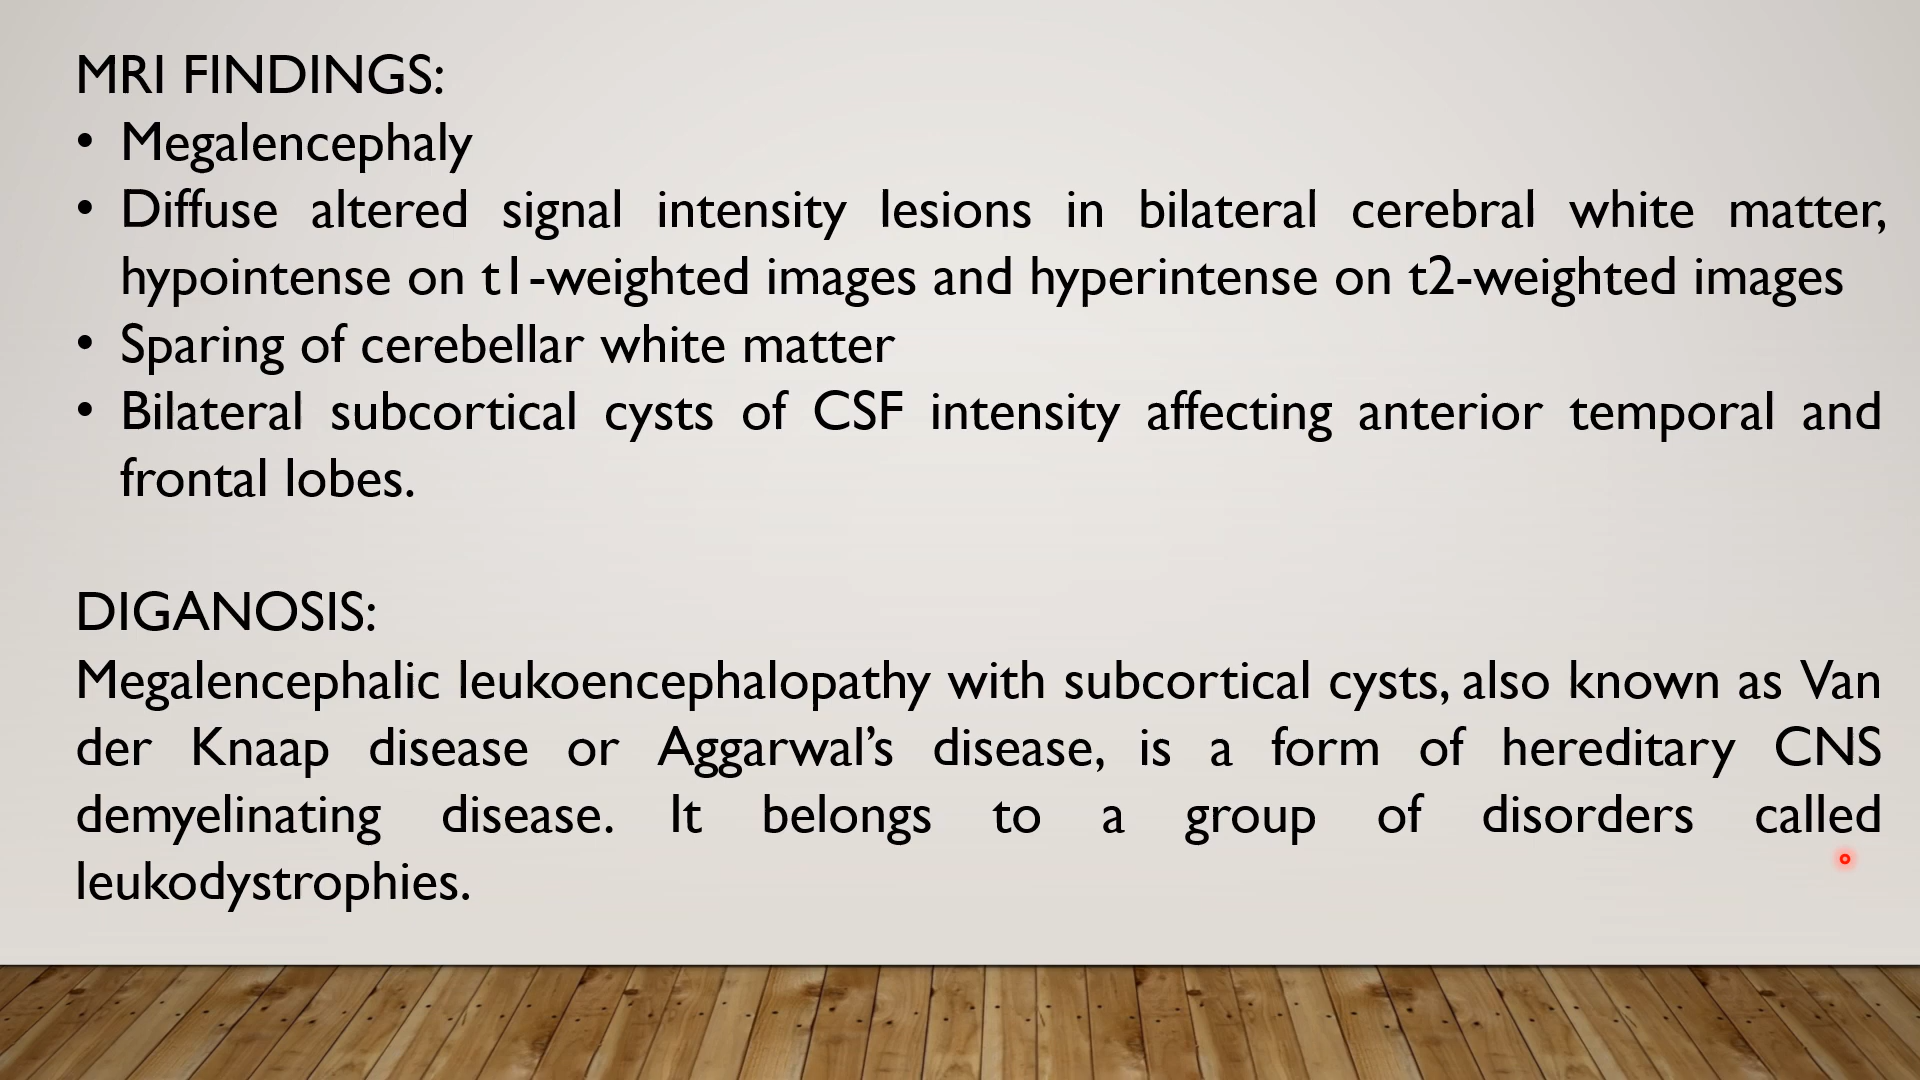 MRI FINDINGS:
• Megalencephaly
• Diffuse altered signal intensity lesions in bilateral cerebral white matter,
hypointense on t1-weighted images and hyperintense on t2-weighted images
• Sparing of cerebellar white matter
• Bilateral subcortical cysts of CSF intensity affecting anterior temporal and
frontal lobes.
DIGANOSIS:
Megalencephalic leukoencephalopathy with subcortical cysts, also known as Van
der Knaap disease or Aggarwal’s disease, is a form of hereditary CNS
demyelinating disease. It belongs to a group of disorders called
leukodystrophies.